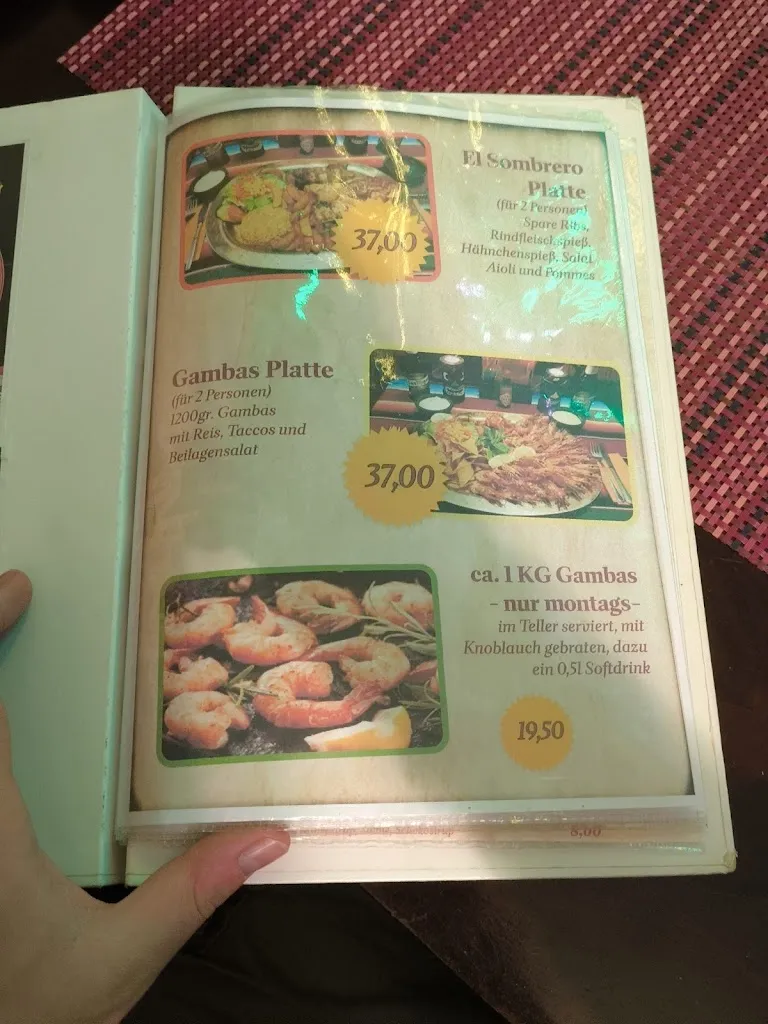 El Sombrero
Platte
(für 2 Personen)
Spare Ribs,
Rindfleischspieß,
Hähnchenspieß, Salat
Aioli und Pommes
37,00
Gambas Platte
(für 2 Personen)
1200gr. Gambas
mit Reis, Taccos und
Beilagensalat
37,00
ca. 1 KG Gambas
- nur montags-
im Teller serviert, mit
Knoblauch gebraten, dazu
ein 0,5l Softdrink
19,50
8,00